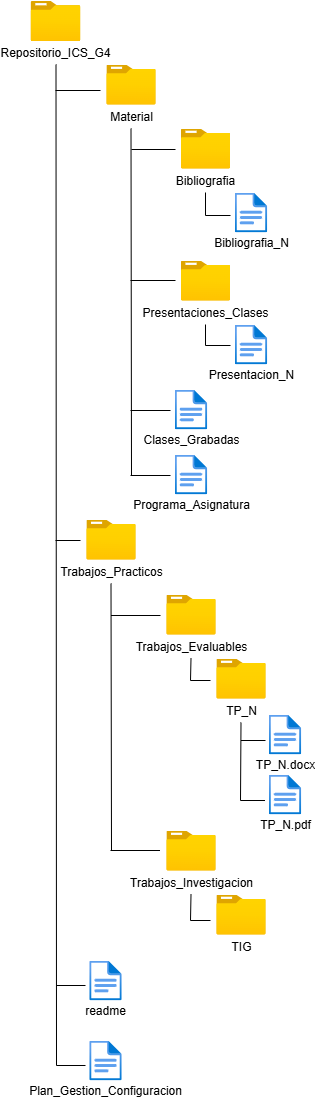 Repositorio_ICS_G4
Material
Bibliografia
Bibliografia_N
Presentaciones_Clases
Presentacion_N
Clases_Grabadas
Programa_Asignatura
Trabajos_Practicos
Trabajos_Evaluables
TP_N
TP_N.docx
TP_N.pdf
Trabajos_Investigacion
TIG
readme
Plan_Gestion_Configuracion